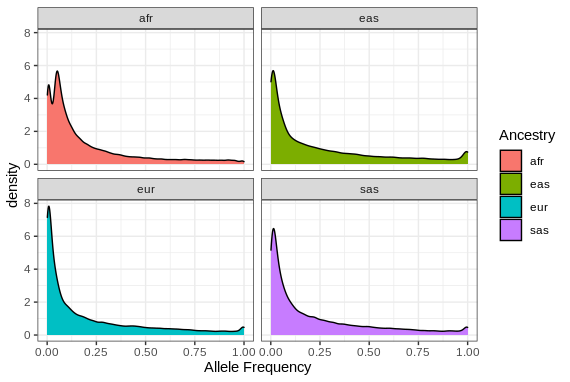 afr
eas
8
6
4
2
0
eur
sas
8
6
4
2
0
0.00 0.25 0.50 0.75 1.00
0.00 0.25 0.50 0.75 1.00
density
Allele Frequency
Ancestry
afr
eas
eur
sas